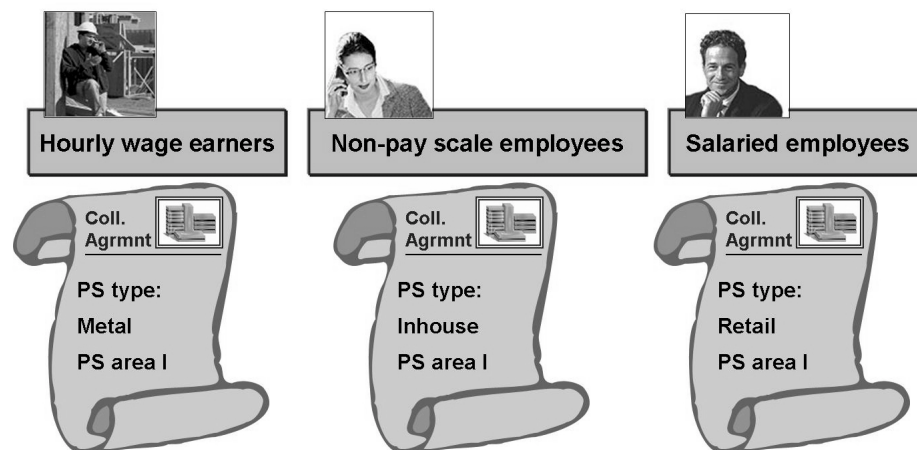 Hourly wage earners
Non-pay scale employees
Salaried employees
Coll.
Agrmnt
PS type:
Metal
PS area I
Coll.
Agrmnt
PS type:
Inhouse
PS area I
Coll.
Agrmnt
PS type:
Retail
PS area I